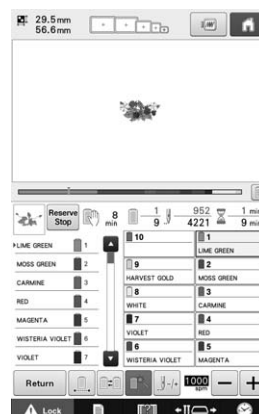 29.5mm
56.6mm
Reserve Stop
8 min
1
9
952
4221
1 min
9 min
LIME GREEN 1
MOSS GREEN 2
CARMINE 3
RED 4
MAGENTA 5
WISTERIA VIOLET 6
VIOLET 7
10
1
LIME GREEN
9
HARVEST GOLD
2
MOSS GREEN
8
WHITE
3
CARMINE
7
VIOLET
4
RED
6
WISTERIA VIOLET
5
MAGENTA
Return
1000
spm
Lock